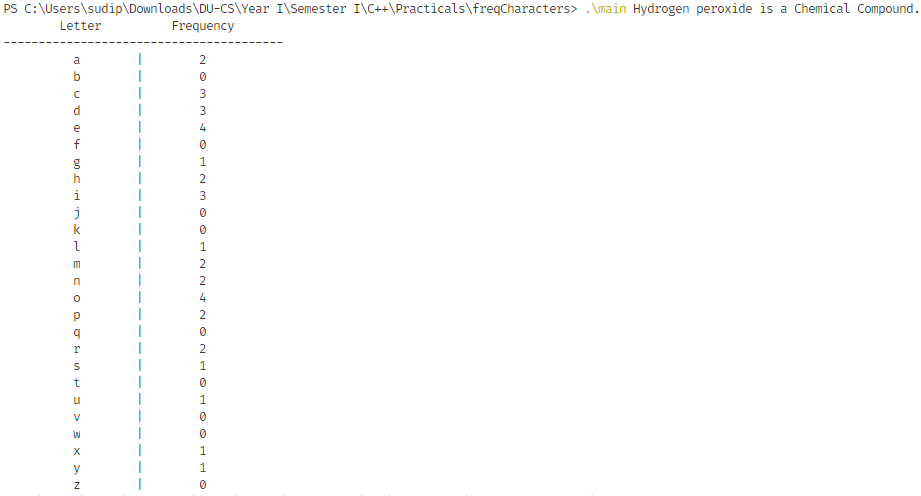 PS C:\Users\sudip\Downloads\DU-CS\Year I\Semester I\C++\Practicals\freqCharacters> .\main Hydrogen peroxide is a Chemical Compound.
Letter Frequency
----------------------------------------
a | 2
b | 0
c | 3
d | 3
e | 4
f | 0
g | 1
h | 2
i | 3
j | 0
k | 0
l | 1
m | 2
n | 2
o | 4
p | 2
q | 0
r | 2
s | 1
t | 0
u | 1
v | 0
w | 0
x | 1
y | 1
z | 0